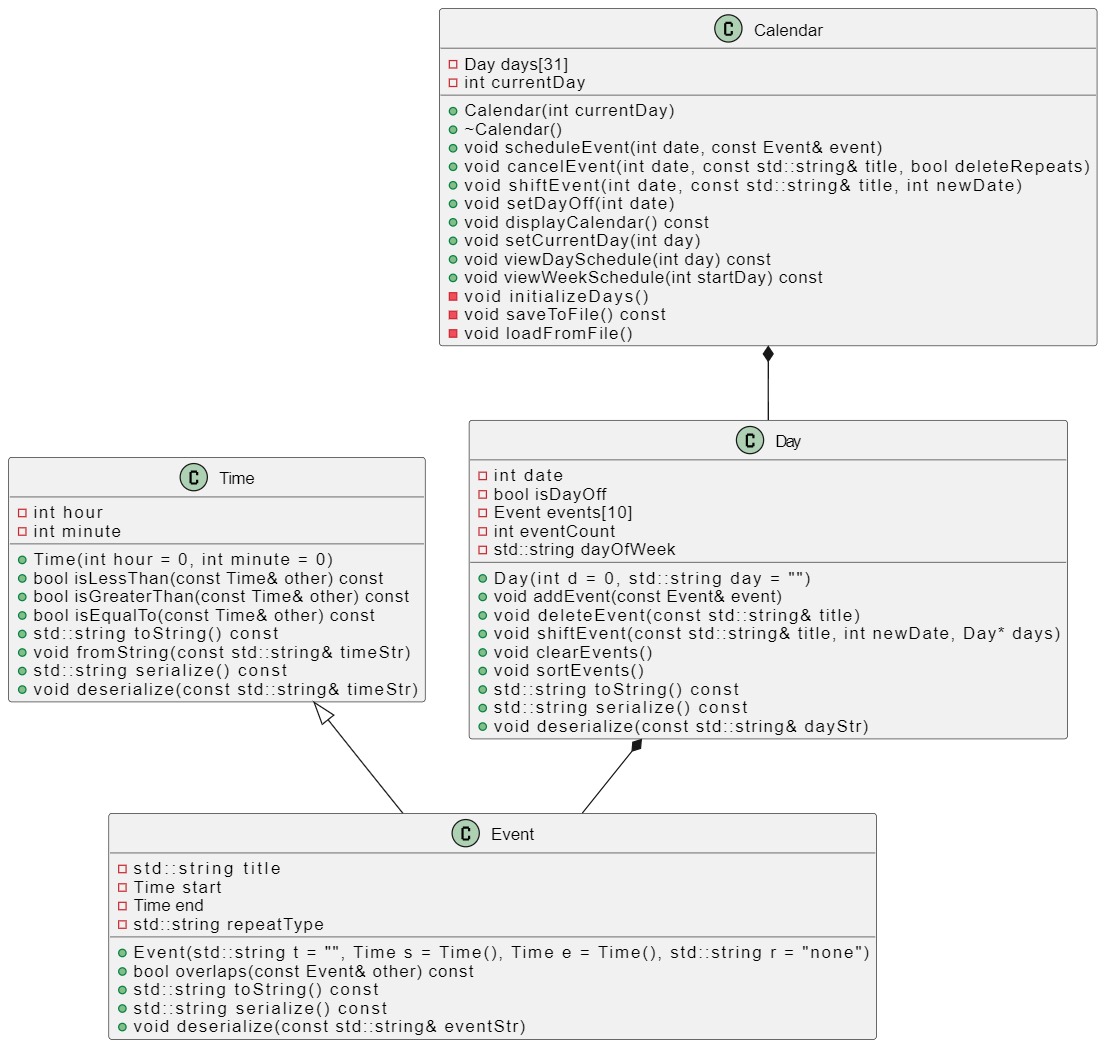 C Calendar
Day days[31]
int currentDay
Calendar(int currentDay)
~Calendar()
void scheduleEvent(int date, const Event& event)
void cancelEvent(int date, const std::string& title, bool deleteRepeats)
void shiftEvent(int date, const std::string& title, int newDate)
void setDayOff(int date)
void displayCalendar() const
void setCurrentDay(int day)
void viewDaySchedule(int day) const
void viewWeekSchedule(int startDay) const
void initializeDays()
void saveToFile() const
void loadFromFile()
C Time
int hour
int minute
Time(int hour = 0, int minute = 0)
bool isLessThan(const Time& other) const
bool isGreaterThan(const Time& other) const
bool isEqualTo(const Time& other) const
std::string toString() const
void fromString(const std::string& timeStr)
std::string serialize() const
void deserialize(const std::string& timeStr)
C Day
int date
bool isDayOff
Event events[10]
int eventCount
std::string dayOfWeek
Day(int d = 0, std::string day = "")
void addEvent(const Event& event)
void deleteEvent(const std::string& title)
void shiftEvent(const std::string& title, int newDate, Day* days)
void clearEvents()
void sortEvents()
std::string toString() const
std::string serialize() const
void deserialize(const std::string& dayStr)
C Event
std::string title
Time start
Time end
std::string repeatType
Event(std::string t = "", Time s = Time(), Time e = Time(), std::string r = "none")
bool overlaps(const Event& other) const
std::string toString() const
std::string serialize() const
void deserialize(const std::string& eventStr)